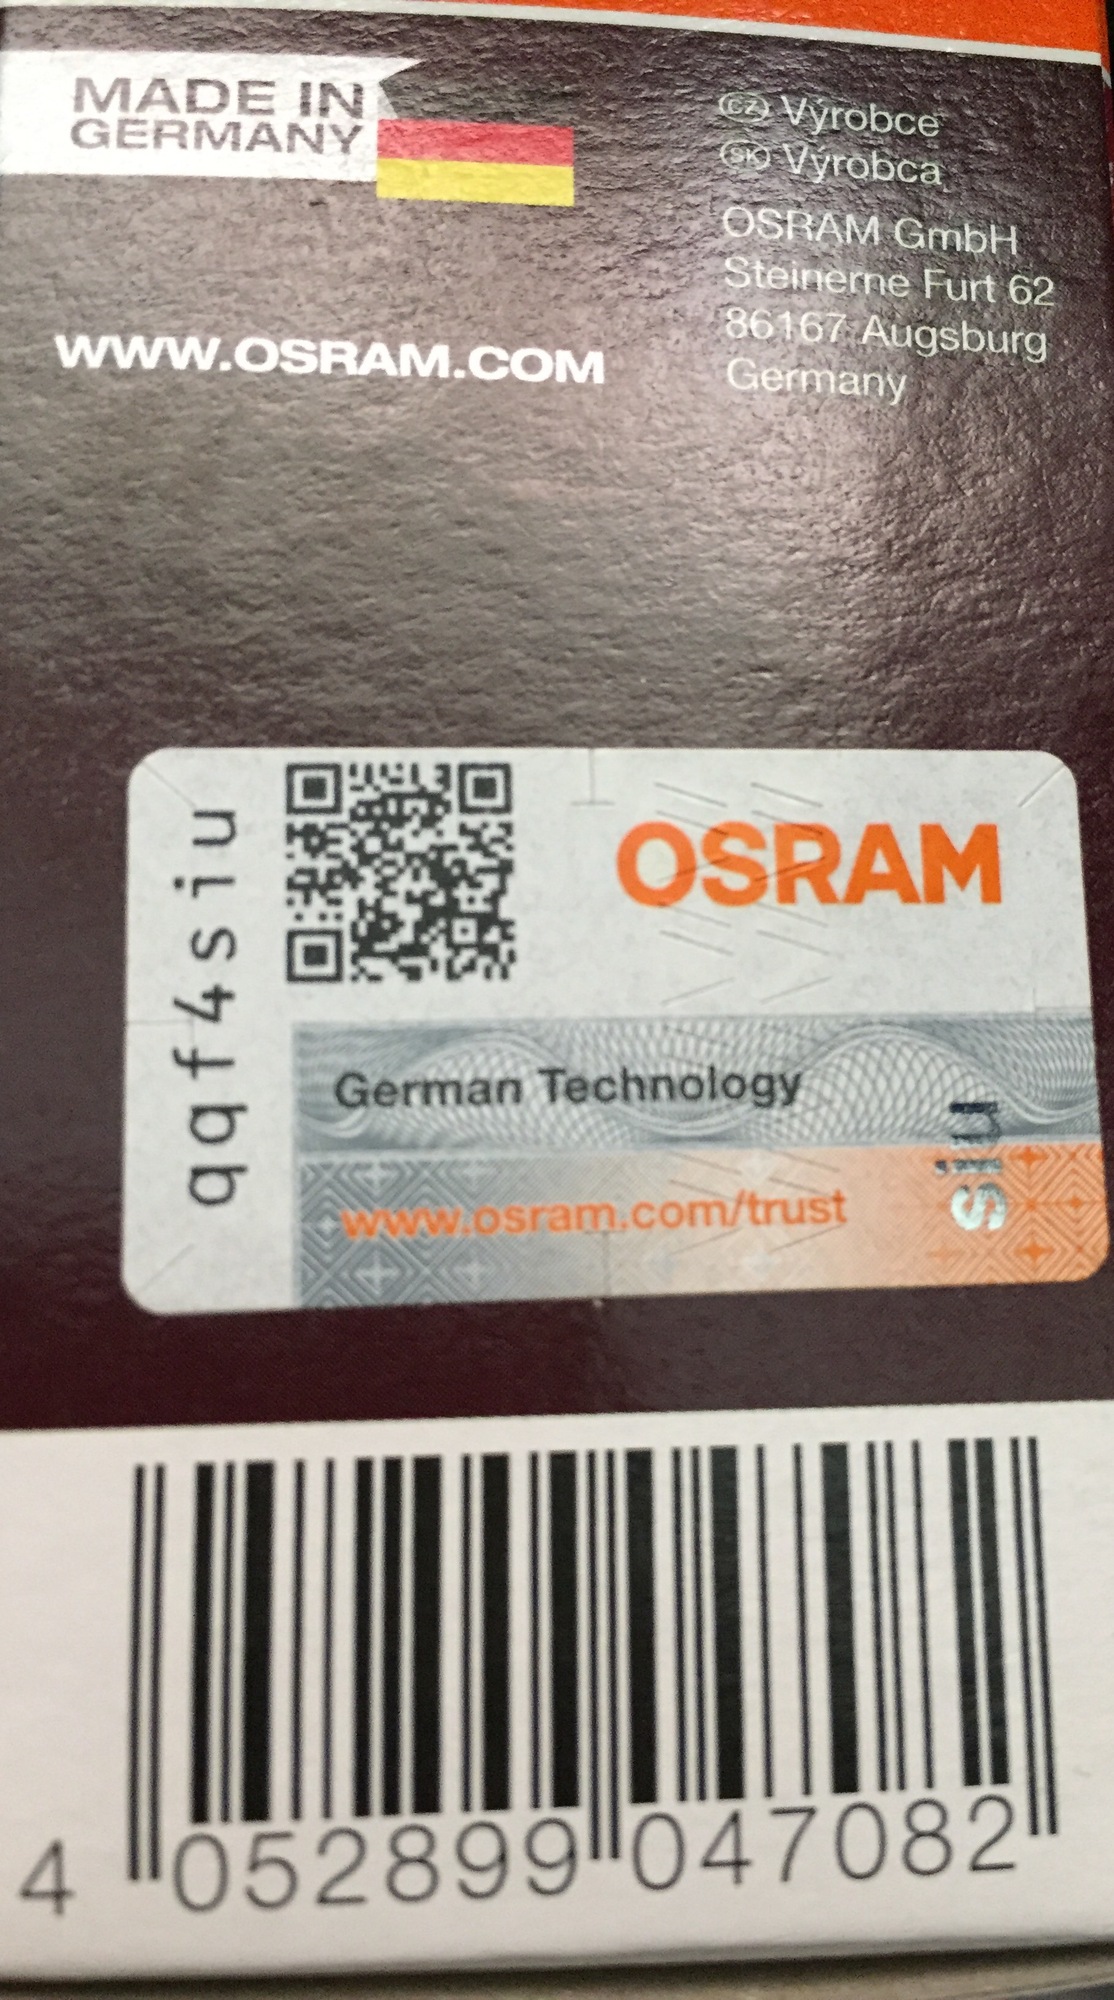 MADE IN
GERMANY
WWW.OSRAM.COM
CZ Výrobce
SK Výrobca
OSRAM GmbH
Steinerne Furt 62
86167 Augsburg
Germany
qqf4siu
OSRAM
German Technology
www.osram.com/trust
siu
4 052899 047082